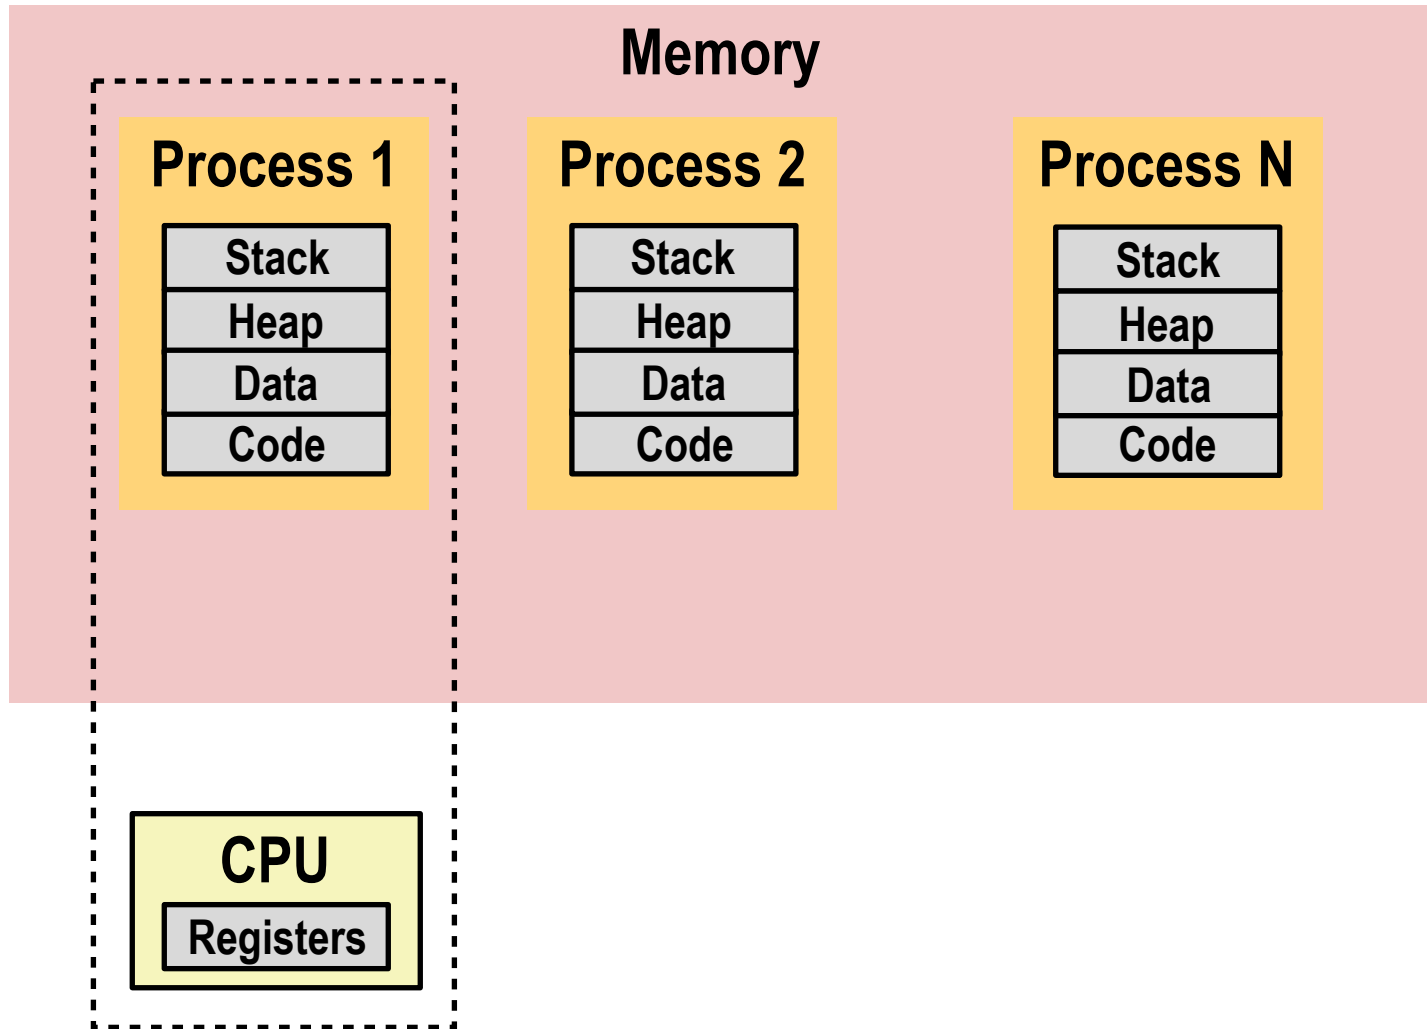 Memory
Process 1
Stack
Heap
Data
Code
Process 2
Stack
Heap
Data
Code
Process N
Stack
Heap
Data
Code
CPU
Registers